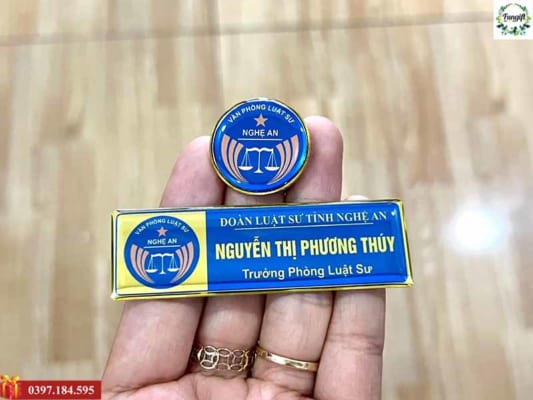 Fungift
VĂN PHÒNG LUẬT SƯ
NGHỆ AN
VĂN PHÒNG LUẬT SƯ
NGHỆ AN
ĐOÀN LUẬT SƯ TỈNH NGHỆ AN
NGUYỄN THỊ PHƯƠNG THÚY
Trưởng Phòng Luật Sư
0397.184.595